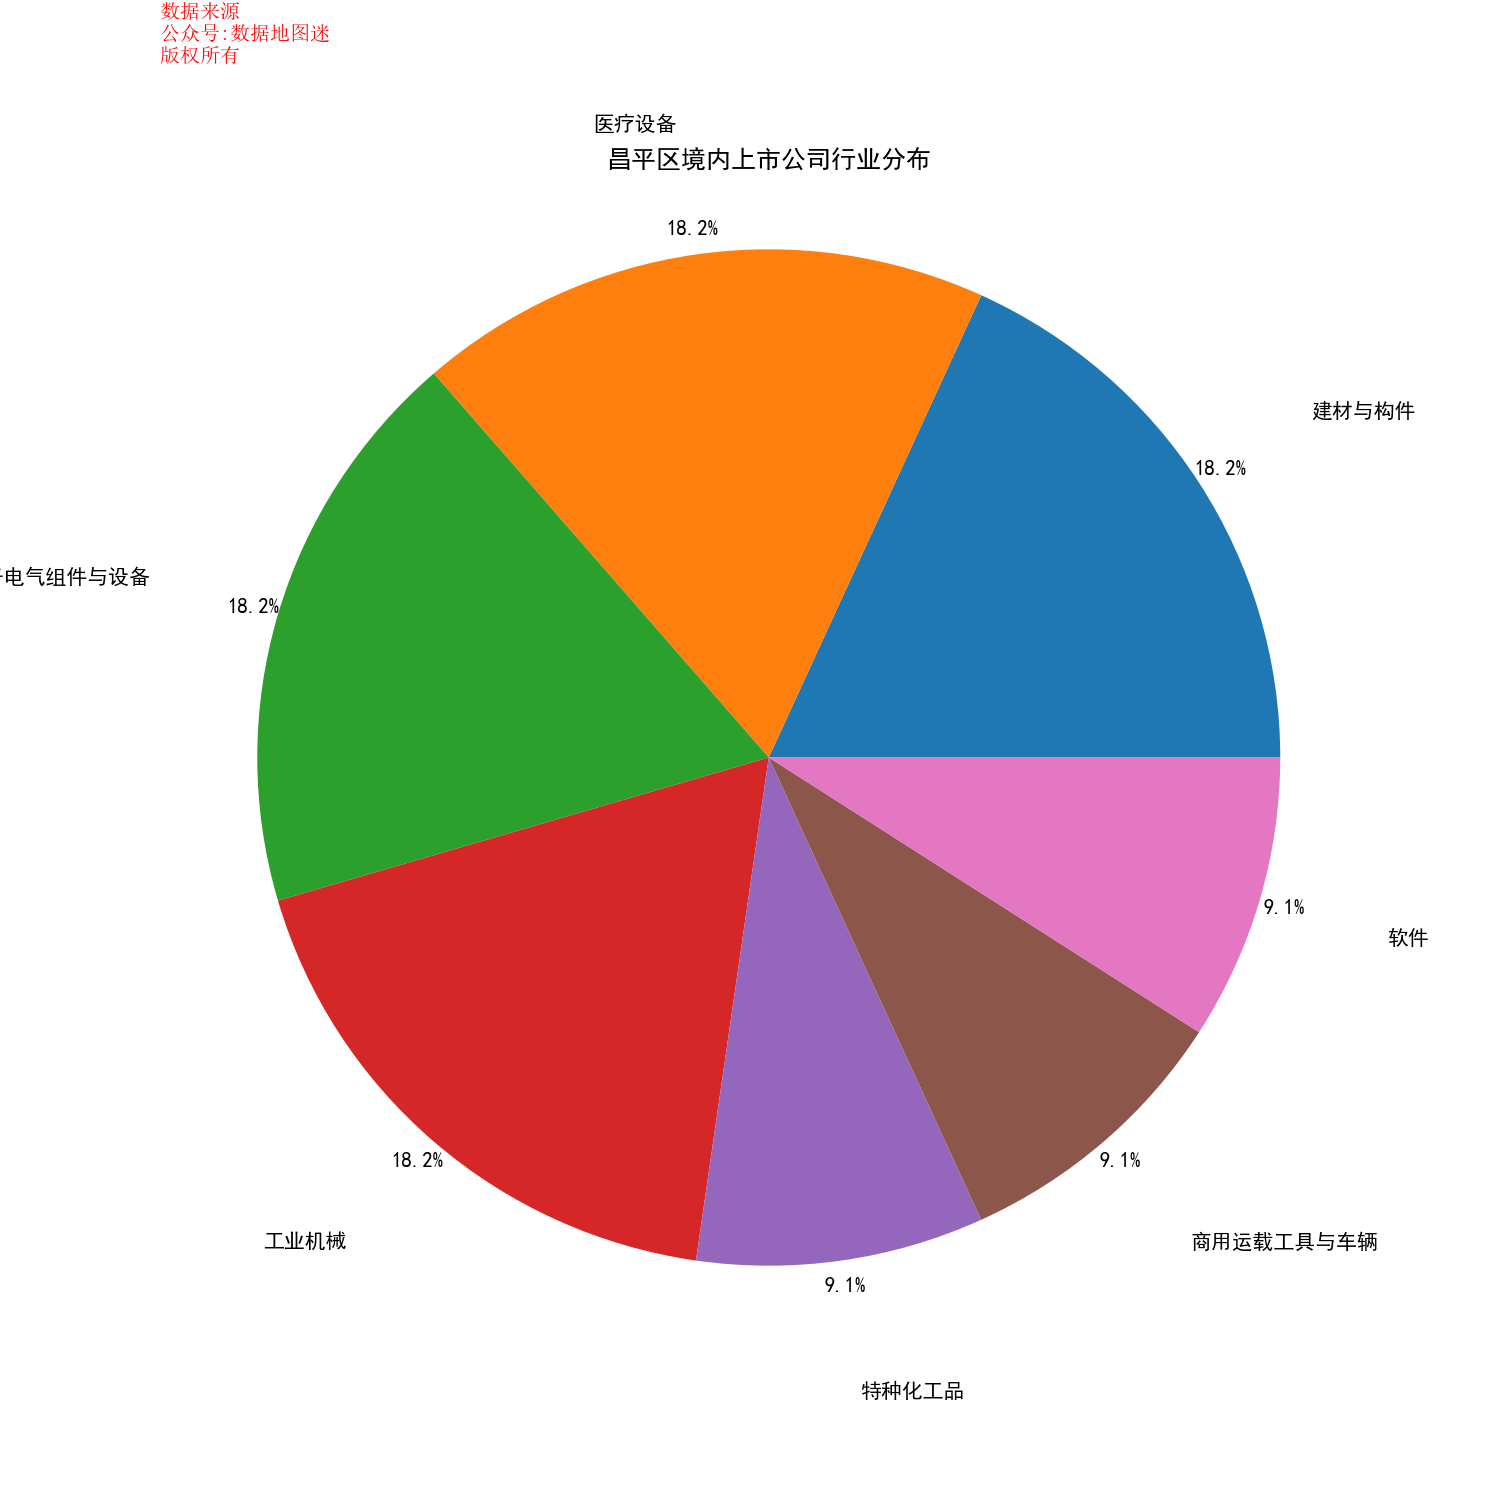 数据来源
公众号:数据地图迷
版权所有
医疗设备
昌平区境内上市公司行业分布
18.2%
建材与构件
18.2%
电气组件与设备
18.2%
9.1%
软件
18.2%
9.1%
工业机械
商用运载工具与车辆
9.1%
特种化工品